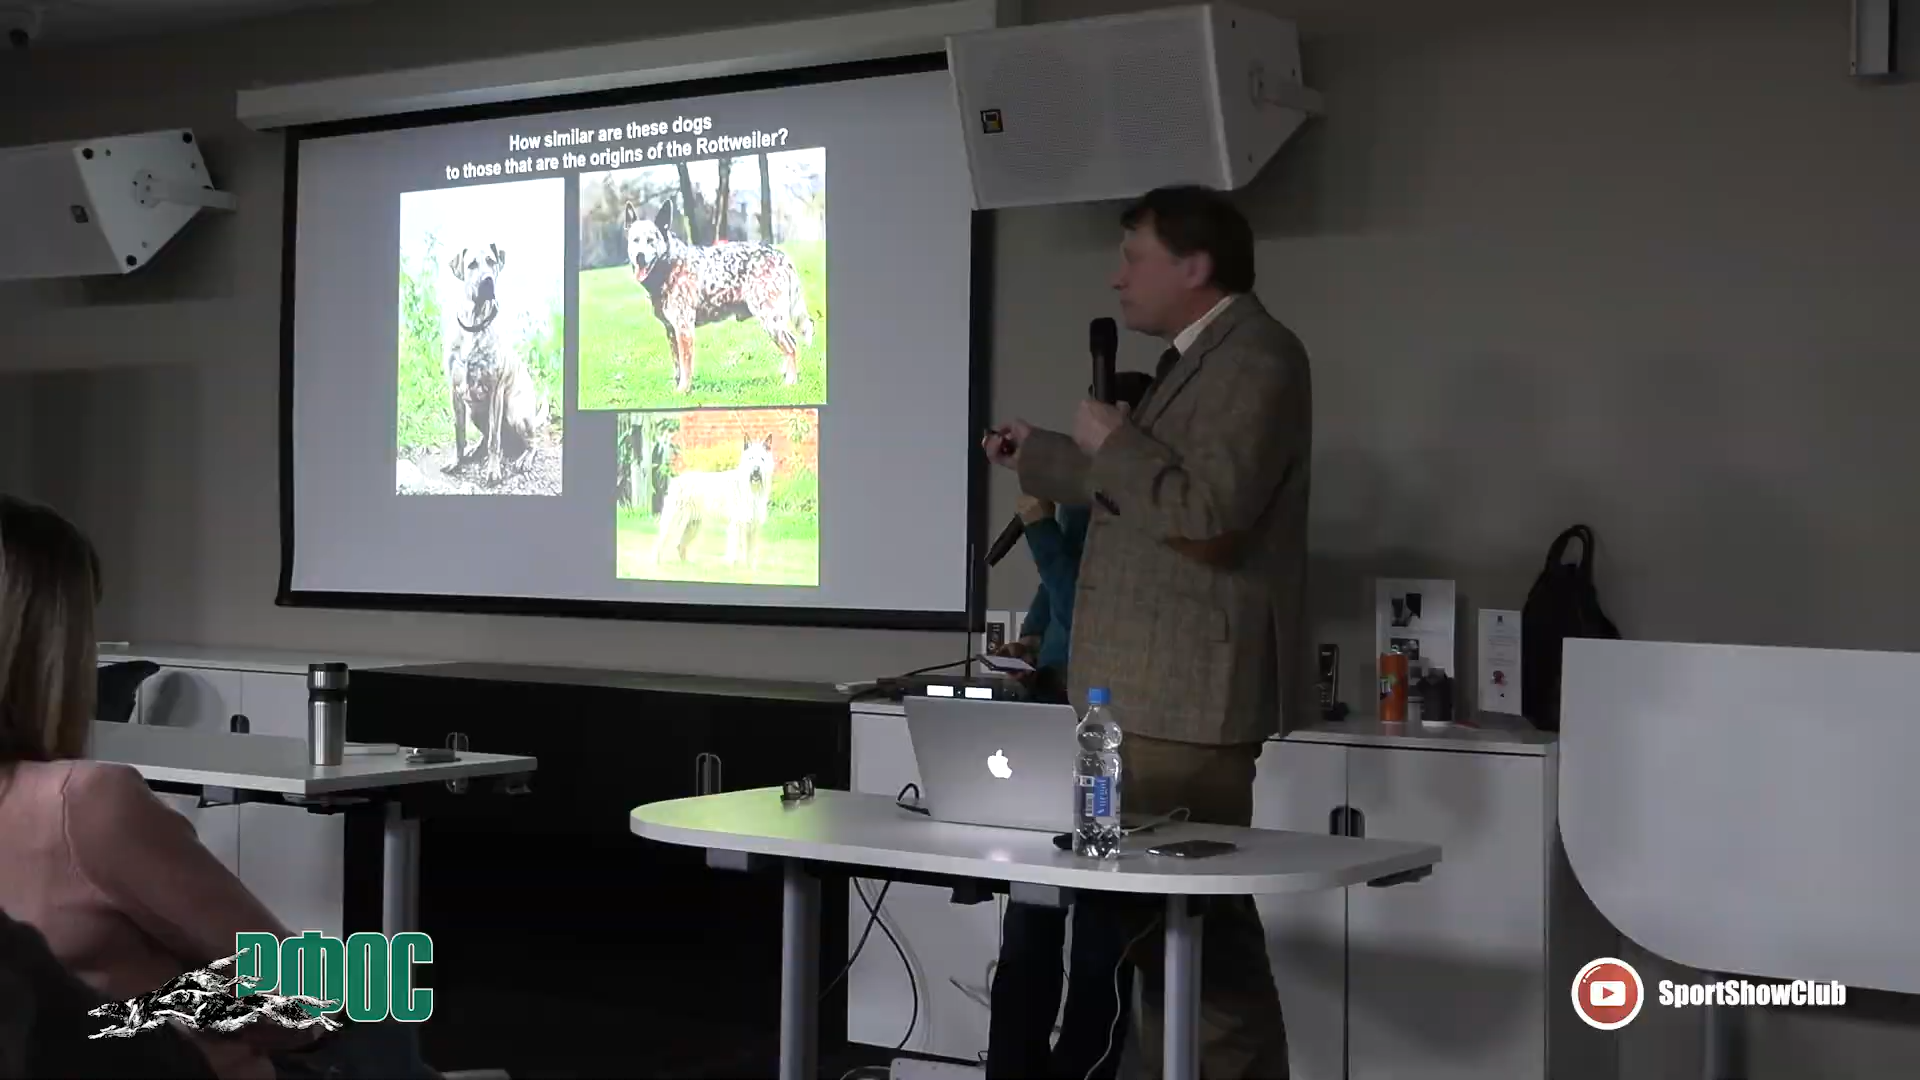 How similar are these dogs
to those that are the origins of the Rottweiler?
РФОС
SportShowClub